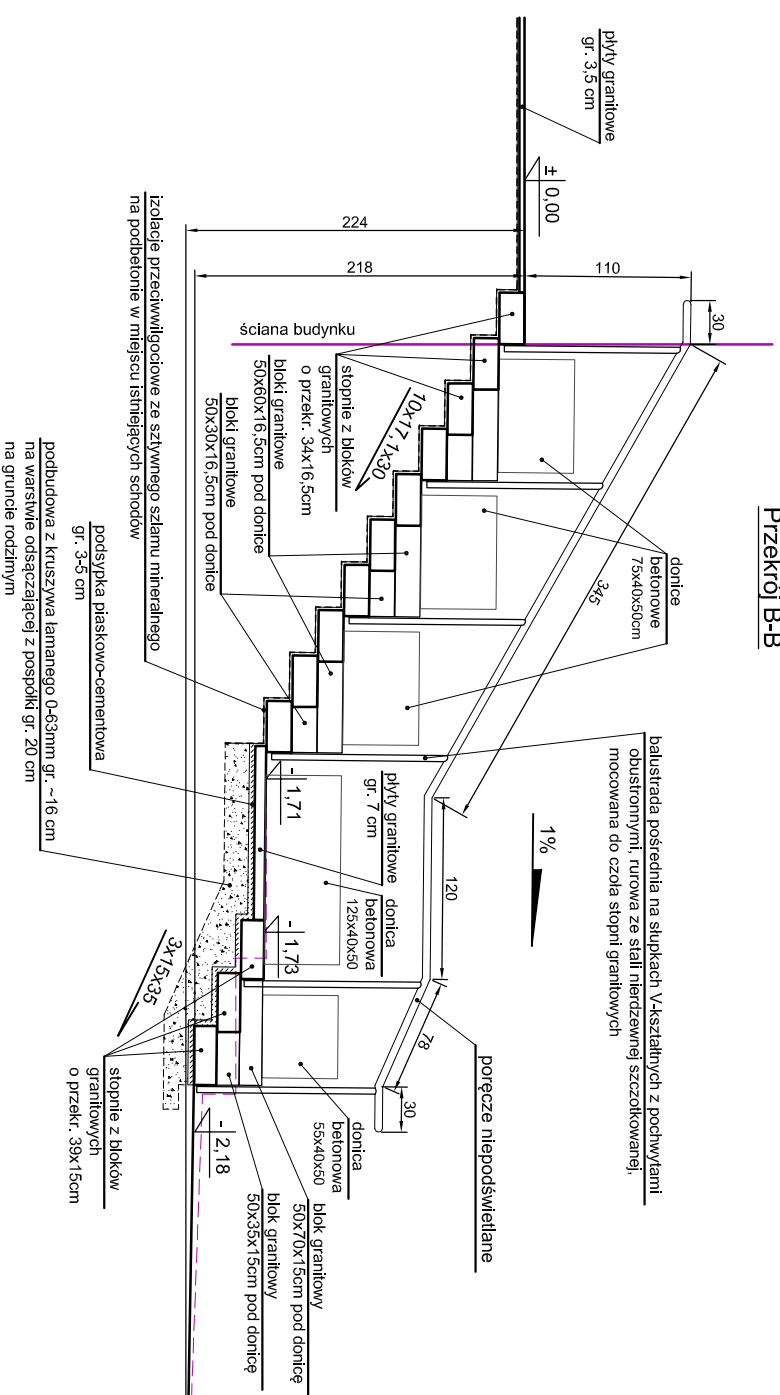 Przekrój B-B
płyty granitowe
gr. 3,5 cm
± 0,00
224
218
110
30
ściana budynku
stopnie z bloków
granitowych
o przekr. 34x16,5cm
10x17,1x30
bloki granitowe
50x60x16,5cm pod donice
bloki granitowe
50x30x16,5cm pod donice
donice
betonowe
75x40x50cm
345
izolacje przeciwwilgociowe ze sztywnego szlamu mineralnego
na podbetonie w miejscu istniejących schodów
podsypka piaskowo-cementowa
gr. 3-5 cm
podbudowa z kruszywa łamanego 0-63mm gr. ~16 cm
na warstwie odsączającej z pospółki gr. 20 cm
na gruncie rodzimym
balustrada pośrednia na słupkach V-kształtnych z pochwytami
obustronnymi, rurowa ze stali nierdzewnej szczotkowanej,
mocowana do czoła stopni granitowych
1%
- 1,71
płyty granitowe
gr. 7 cm
donica
betonowa
125x40x50
120
- 1,73
3x15x35
78
30
poręcze niepodświetlane
stopnie z bloków
granitowych
o przekr. 39x15cm
donica
betonowa
55x40x50
- 2,18
blok granitowy
50x70x15cm pod donicę
blok granitowy
50x35x15cm pod donicę